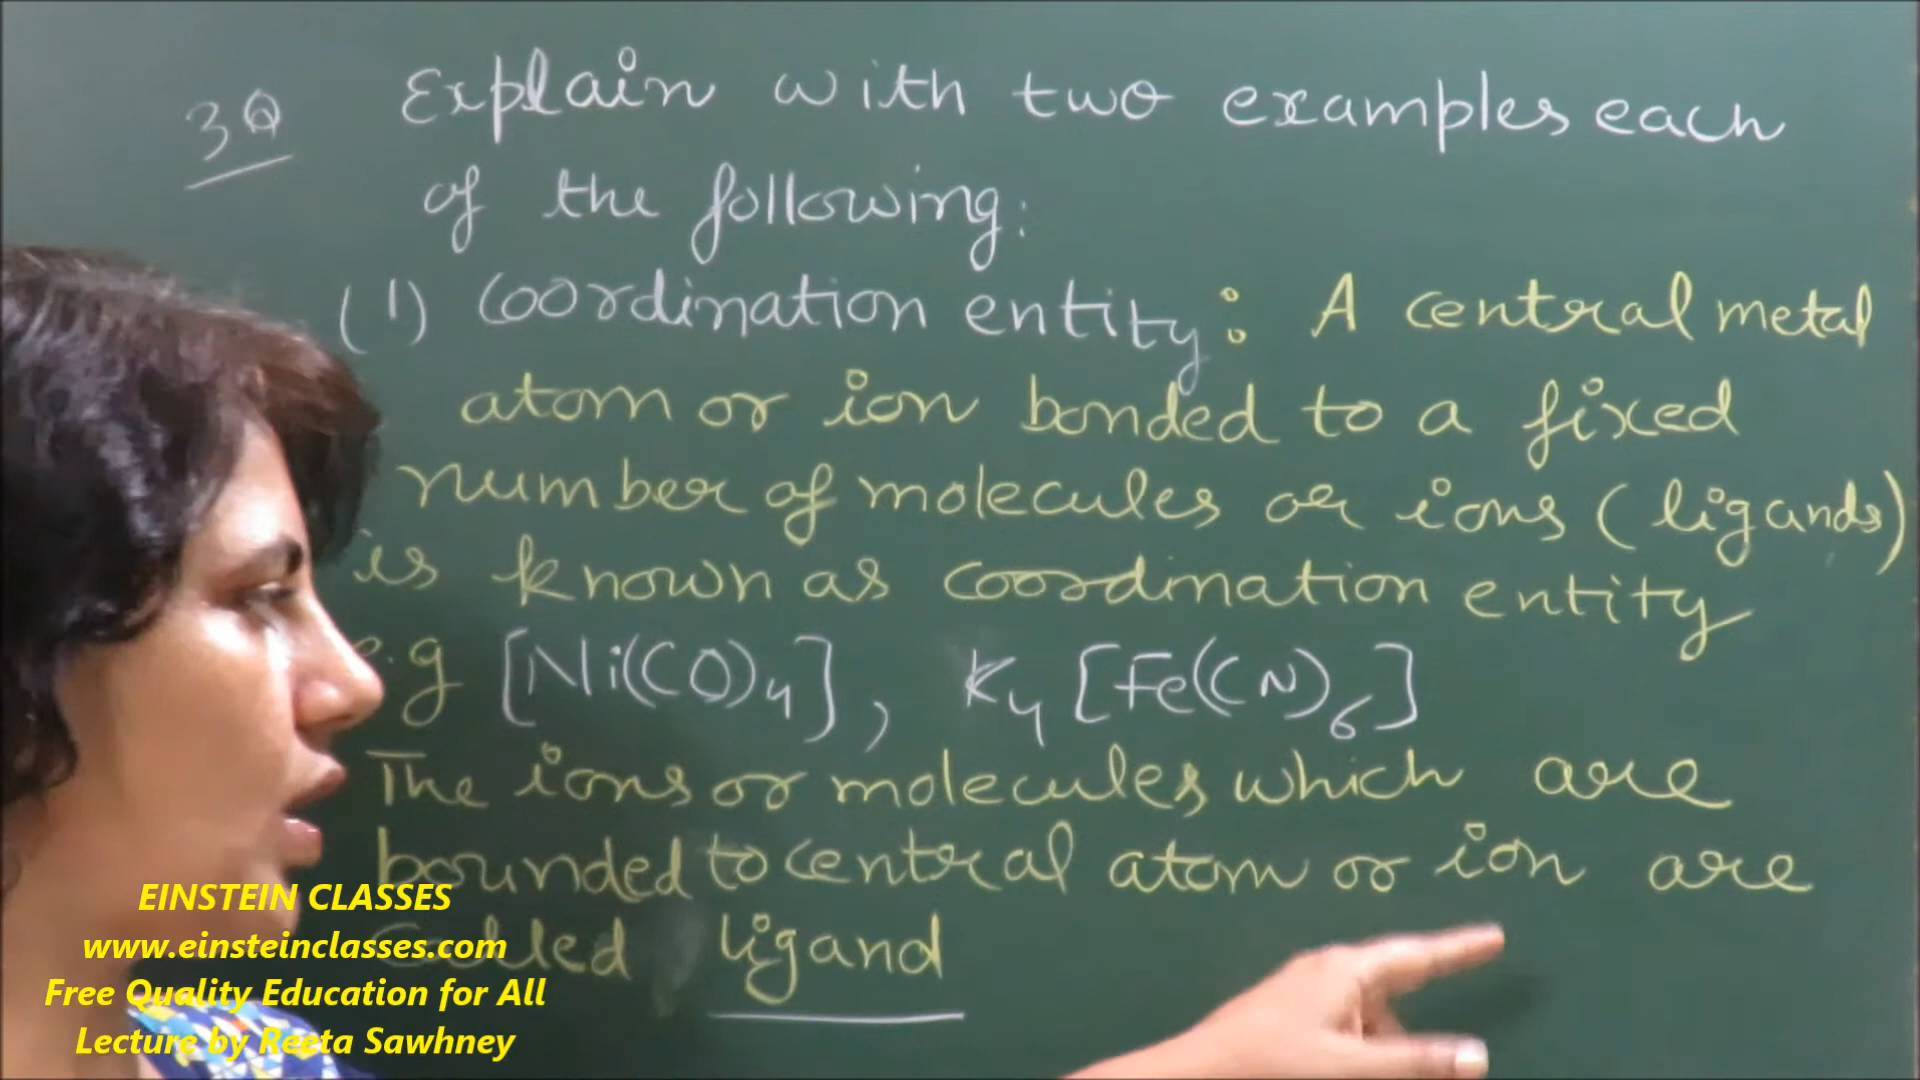 3Q Explain with two examples each
of the following:
(1) Coordination entity: A central metal
atom or ion bonded to a fixed
number of molecules or ions (ligands)
is known as coordination entity
e.g [Ni(CO)4], K4[Fe(CN)6]
The ions or molecules which are
bounded to central atom or ion are
called ligand
EINSTEIN CLASSES
www.einsteinclasses.com
Free Quality Education for All
Lecture by Reeta Sawhney